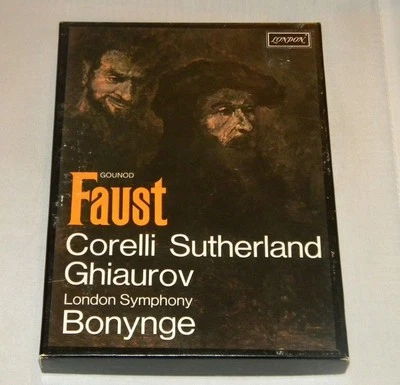 LONDON
GOUNOD
Faust
Corelli Sutherland
Ghiaurov
London Symphony
Bonynge